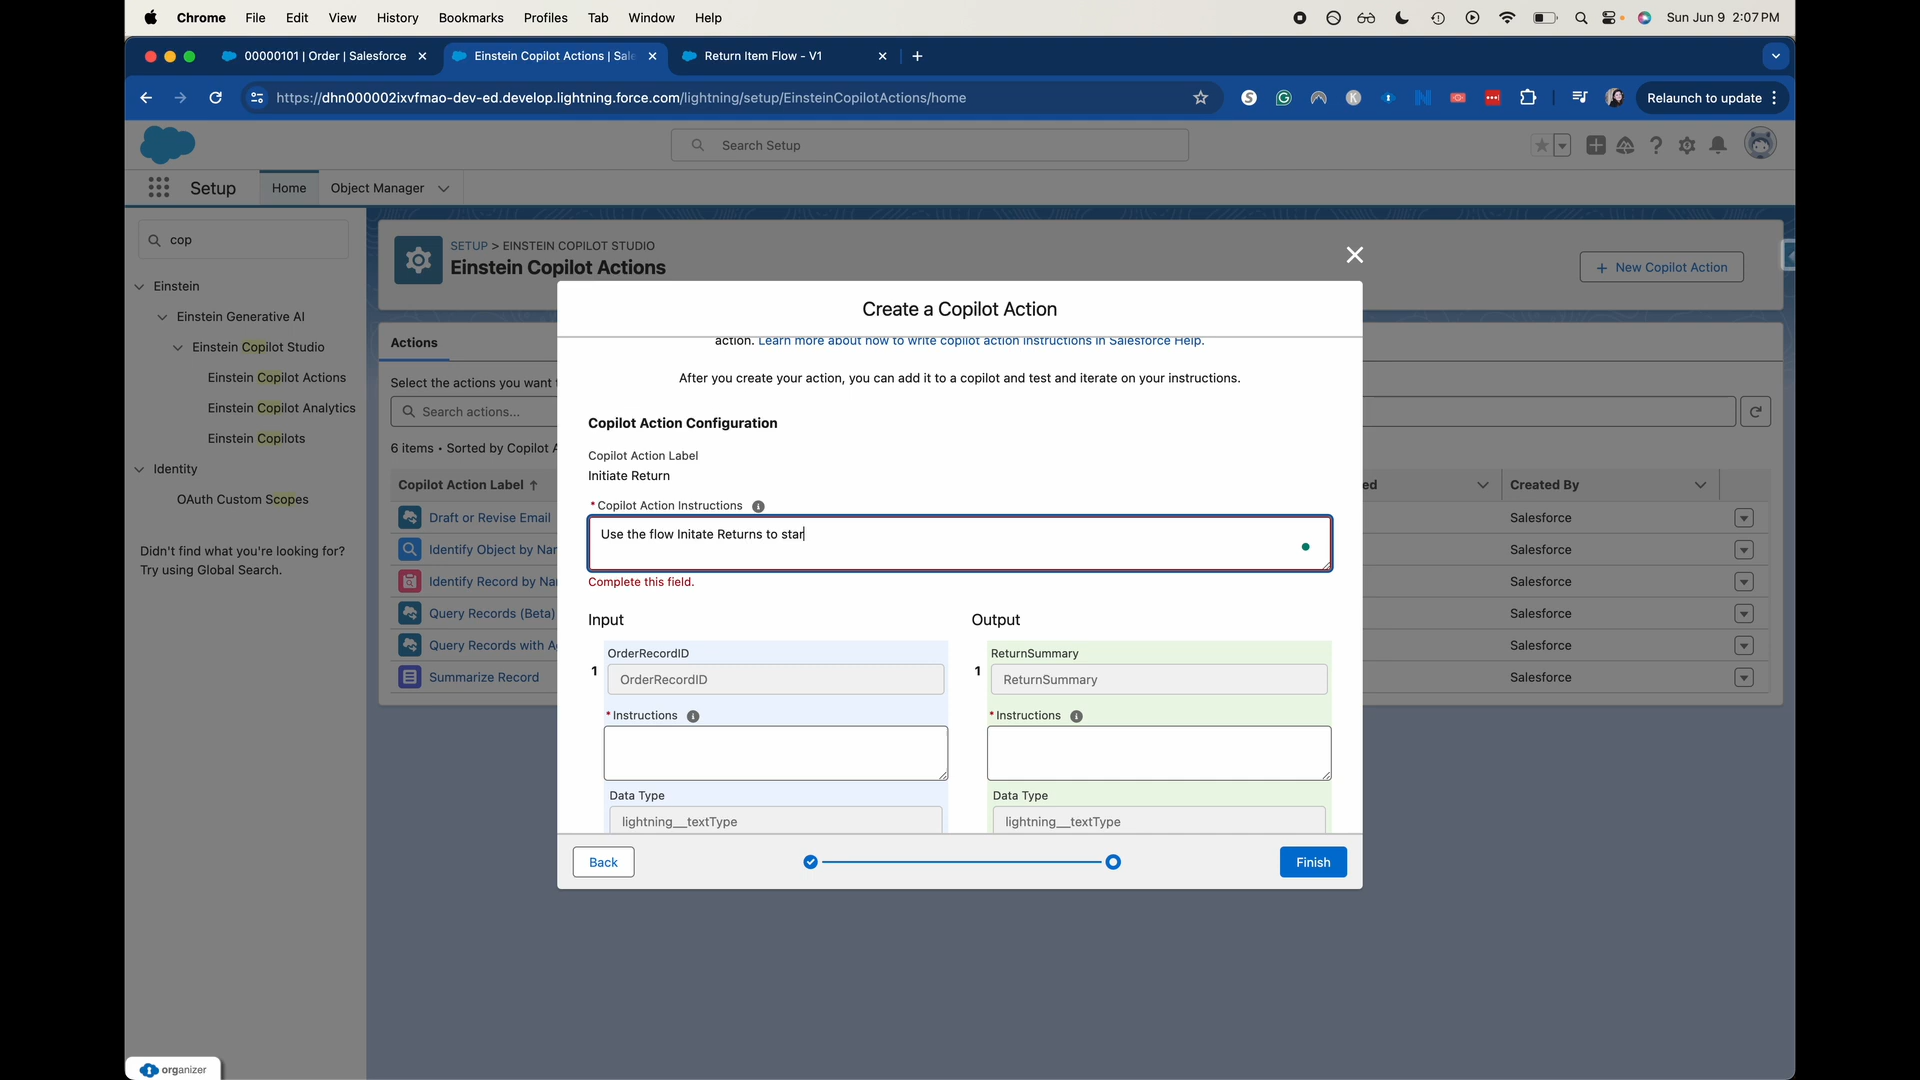 Chrome File Edit View History Bookmarks Profiles Tab Window Help Sun Jun 9 2:07 PM
00000101 | Order | Salesforce Einstein Copilot Actions | Sale Return Item Flow - V1
https://dhn000002ixvfmao-dev-ed.develop.lightning.force.com/lightning/setup/EinsteinCopilotActions/home Relaunch to update
Search Setup
Setup Home Object Manager
cop
Einstein
Einstein Generative AI
Einstein Copilot Studio
Einstein Copilot Actions
Einstein Copilot Analytics
Einstein Copilots
Identity
OAuth Custom Scopes
Didn't find what you're looking for?
Try using Global Search.
SETUP > EINSTEIN COPILOT STUDIO
Einstein Copilot Actions
+ New Copilot Action
Actions
Select the actions you want
Search actions...
6 items • Sorted by Copilot A
Copilot Action Label ed Created By
Draft or Revise Email Salesforce
Identify Object by Nar Salesforce
Identify Record by Na Salesforce
Query Records (Beta) Salesforce
Query Records with A Salesforce
Summarize Record Salesforce
Create a Copilot Action
action. Learn more about how to write copilot action instructions in Salesforce Help.
After you create your action, you can add it to a copilot and test and iterate on your instructions.
Copilot Action Configuration
Copilot Action Label
Initiate Return
* Copilot Action Instructions
Use the flow Initate Returns to star
Complete this field.
Input Output
OrderRecordID ReturnSummary
1 OrderRecordID 1 ReturnSummary
* Instructions * Instructions
Data Type Data Type
lightning__textType lightning__textType
Back Finish
organizer